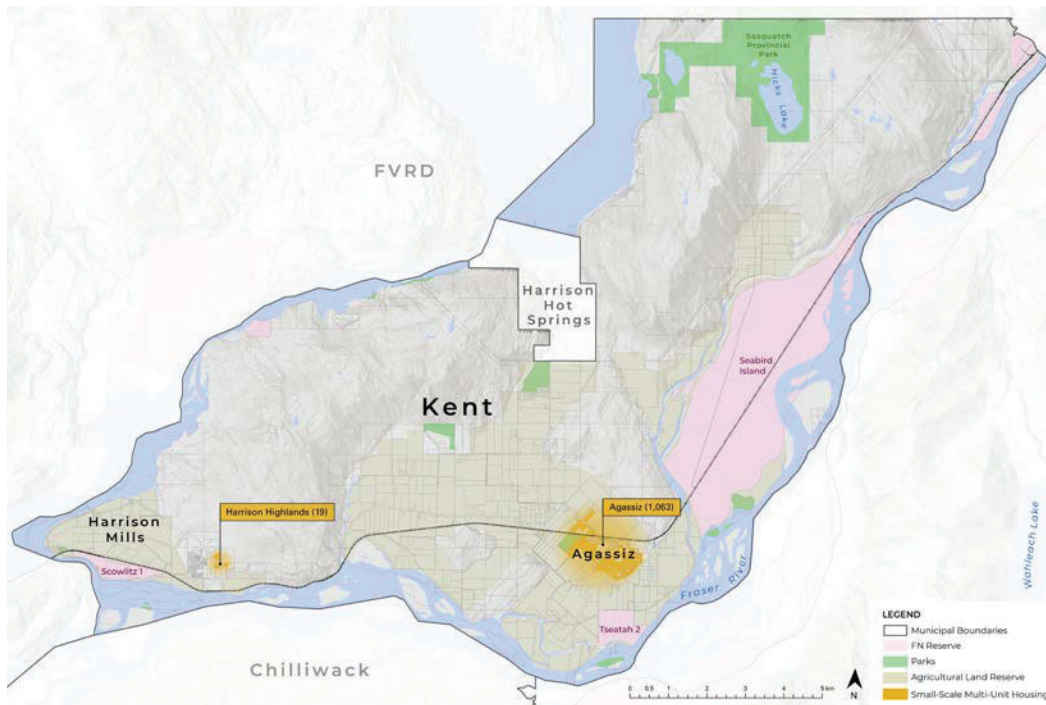 Sasquatch
Provincial
Park
Hicks Lake
FVRD
Harrison
Hot
Springs
Seabird
Island
Kent
Harrison Highlands (19)
Agassiz (1,063)
Harrison
Mills
Agassiz
Scowlitz 1
Fraser River
Wahleach Lake
Tseatah 2
Chilliwack
LEGEND
Municipal Boundaries
FN Reserve
Parks
Agricultural Land Reserve
Small-Scale Multi-Unit Housing
N
0 0.5 1 2 3 4 5 km